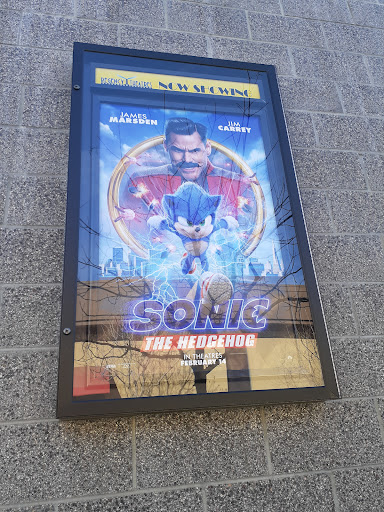 NOW SHOWING
JAMES
MARSDEN
JIM
CARREY
SONIC
THE HEDGEHOG
IN THEATRES
FEBRUARY 14